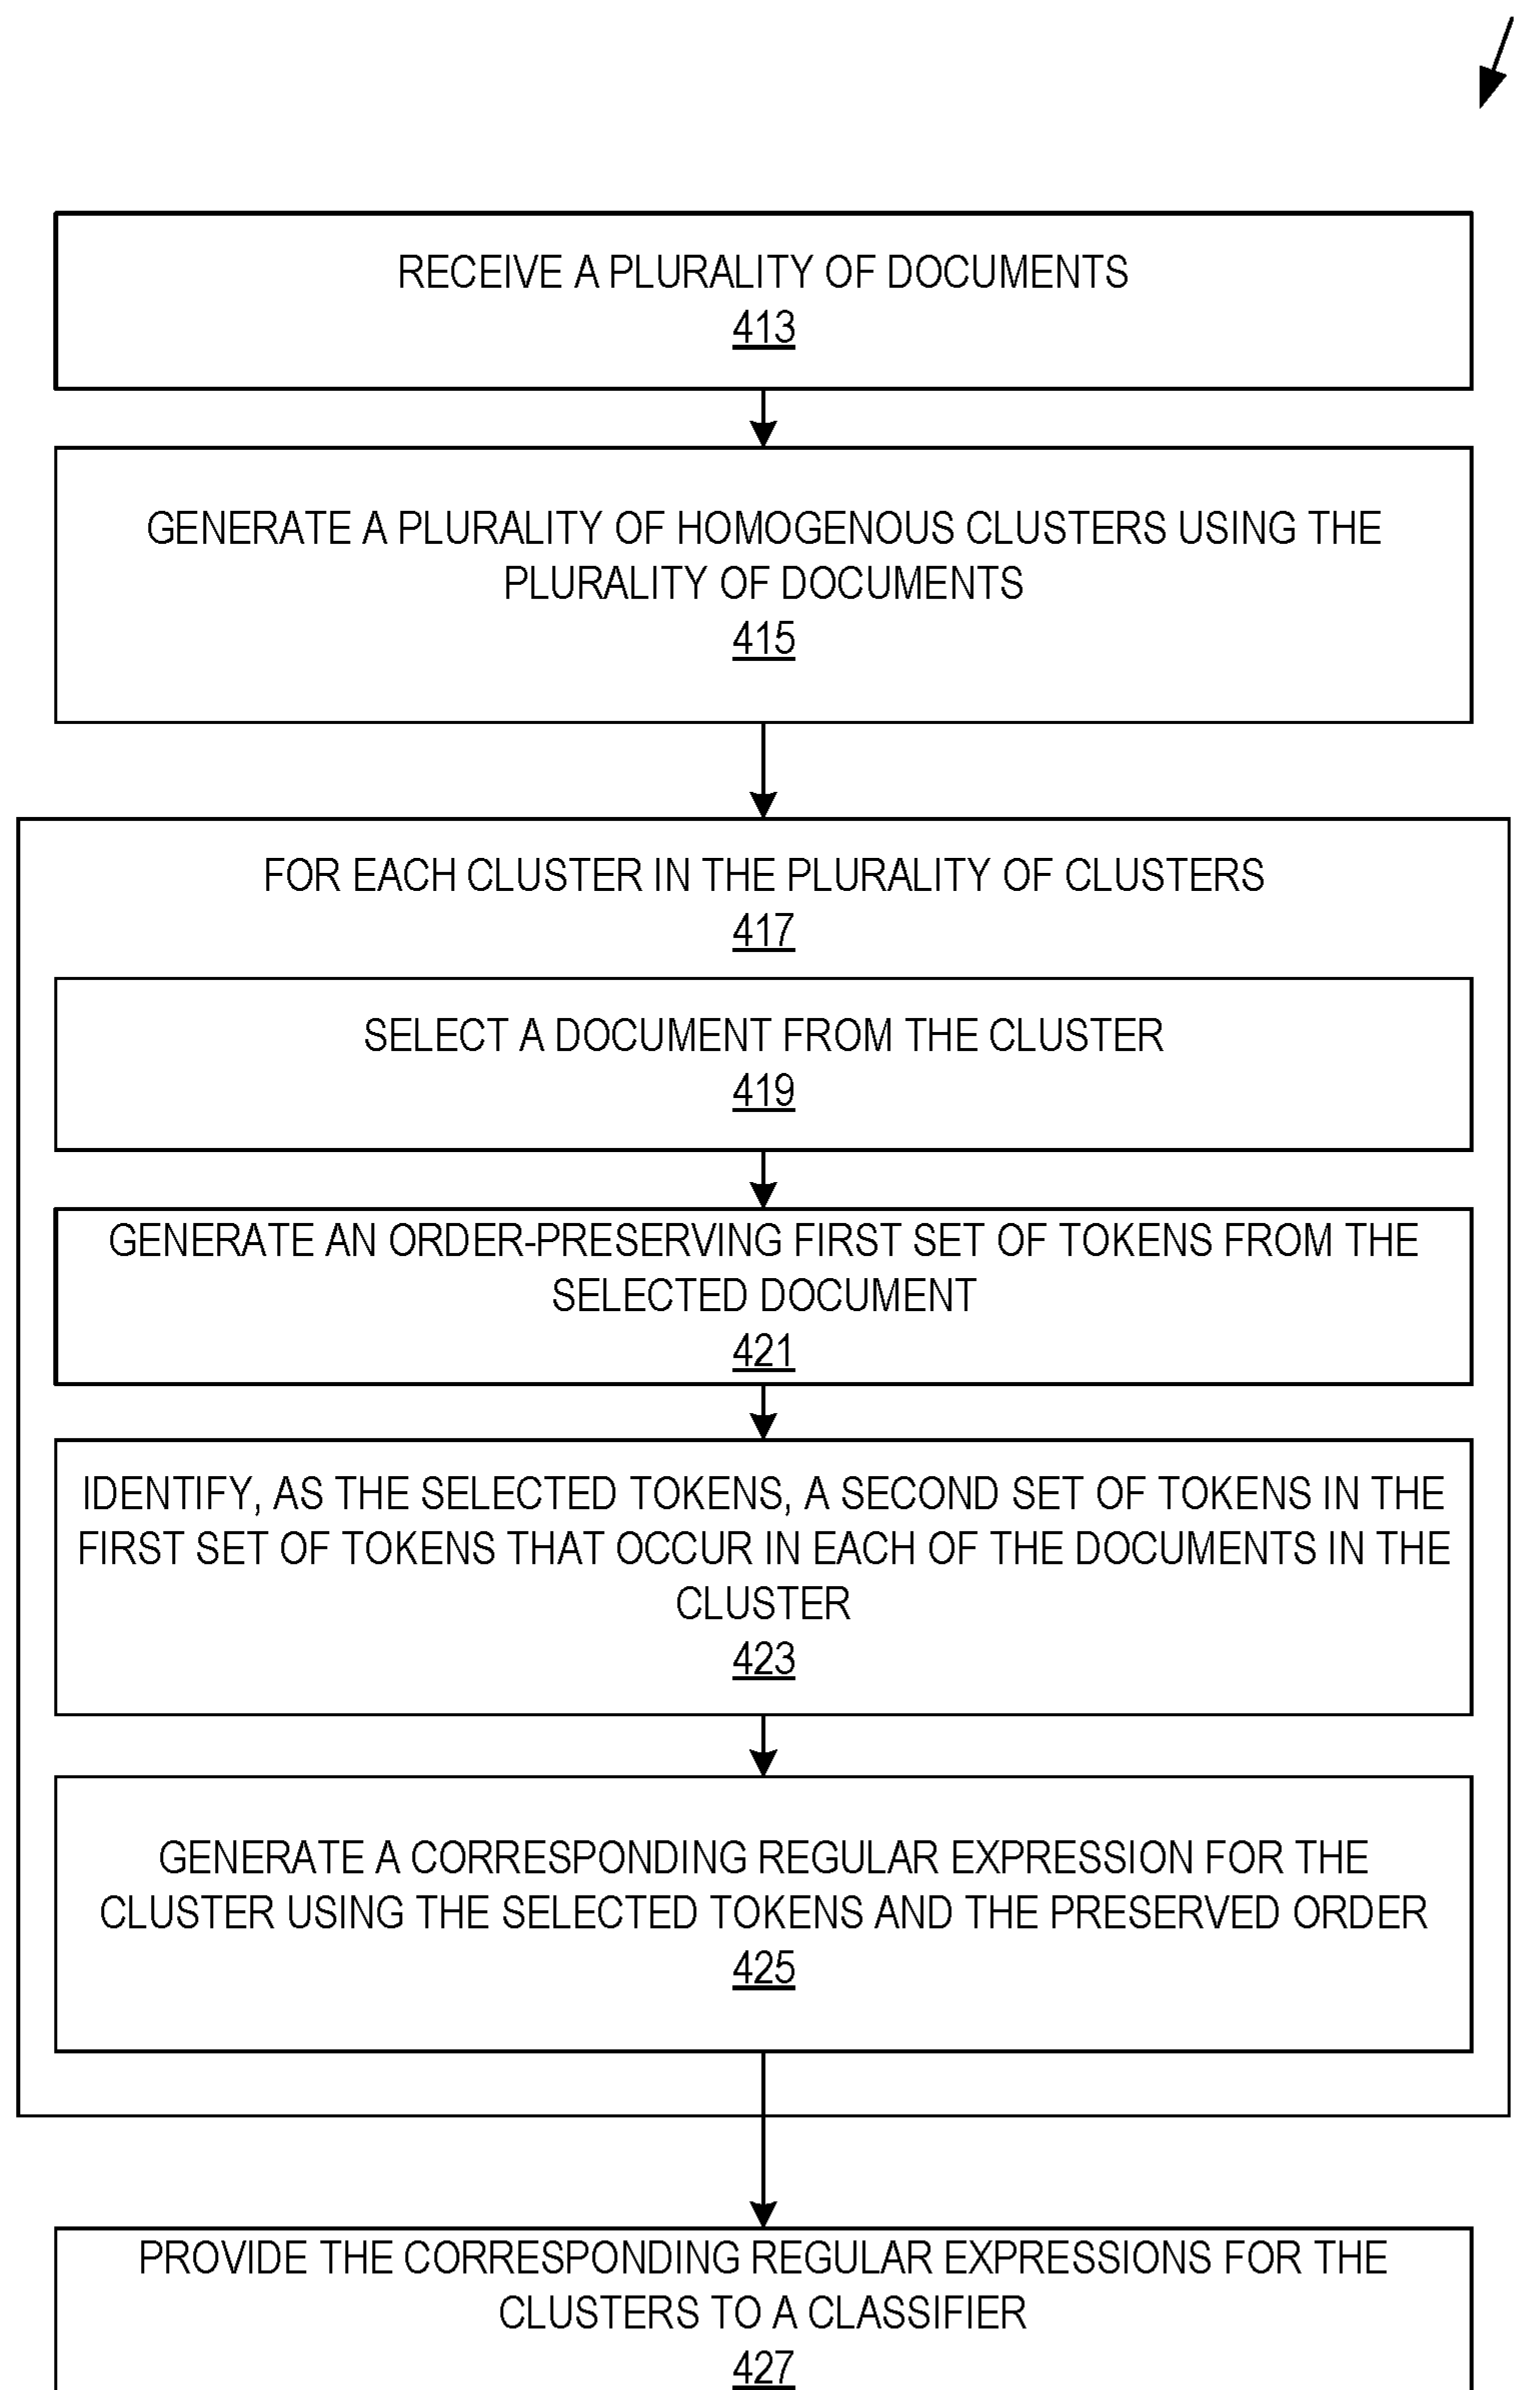 RECEIVE A PLURALITY OF DOCUMENTS
413
GENERATE A PLURALITY OF HOMOGENOUS CLUSTERS USING THE
PLURALITY OF DOCUMENTS
415
FOR EACH CLUSTER IN THE PLURALITY OF CLUSTERS
417
SELECT A DOCUMENT FROM THE CLUSTER
419
GENERATE AN ORDER-PRESERVING FIRST SET OF TOKENS FROM THE
SELECTED DOCUMENT
421
IDENTIFY, AS THE SELECTED TOKENS, A SECOND SET OF TOKENS IN THE
FIRST SET OF TOKENS THAT OCCUR IN EACH OF THE DOCUMENTS IN THE
CLUSTER
423
GENERATE A CORRESPONDING REGULAR EXPRESSION FOR THE
CLUSTER USING THE SELECTED TOKENS AND THE PRESERVED ORDER
425
PROVIDE THE CORRESPONDING REGULAR EXPRESSIONS FOR THE
CLUSTERS TO A CLASSIFIER
427